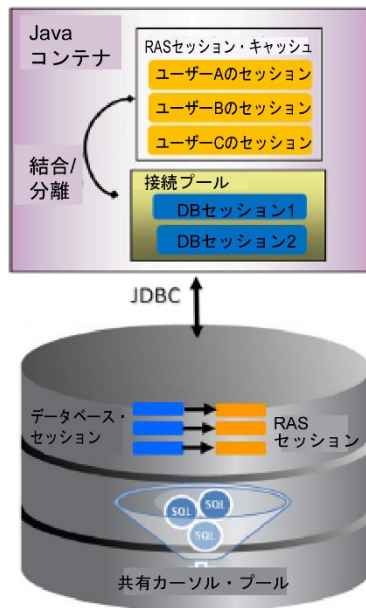 Java
コンテナ
RASセッション・キャッシュ
ユーザーAのセッション
ユーザーBのセッション
ユーザーCのセッション
結合/
分離
接続プール
DBセッション1
DBセッション2
JDBC
データベース・
セッション
RAS
セッション
SQL
SQL
SQL
共有カーソル・プール